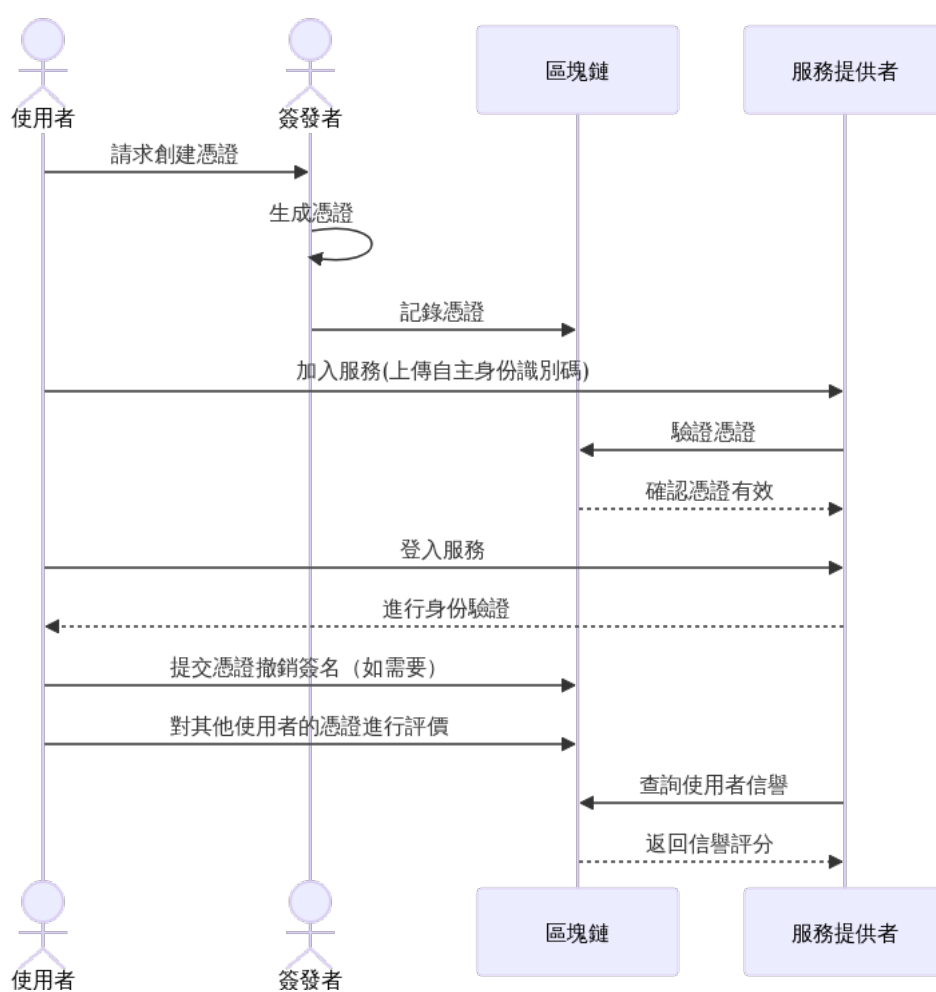 使用者
簽發者
區塊鏈
服務提供者
請求創建憑證
生成憑證
記錄憑證
加入服務(上傳自主身份識別碼)
驗證憑證
確認憑證有效
登入服務
進行身份驗證
提交憑證撤銷簽名（如需要）
對其他使用者的憑證進行評價
查詢使用者信譽
返回信譽評分
使用者
簽發者
區塊鏈
服務提供者